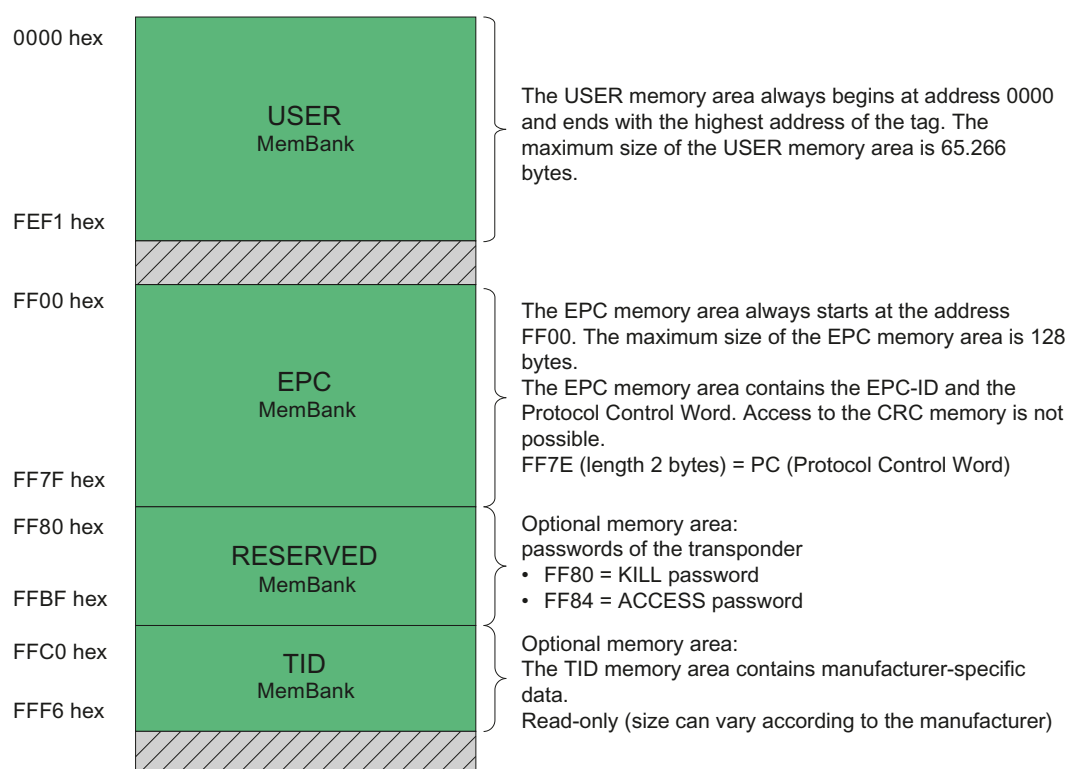 0000 hex
USER
MemBank
FEF1 hex
The USER memory area always begins at address 0000
and ends with the highest address of the tag. The
maximum size of the USER memory area is 65.266
bytes.
FF00 hex
EPC
MemBank
FF7F hex
The EPC memory area always starts at the address
FF00. The maximum size of the EPC memory area is 128
bytes.
The EPC memory area contains the EPC-ID and the
Protocol Control Word. Access to the CRC memory is not
possible.
FF7E (length 2 bytes) = PC (Protocol Control Word)
FF80 hex
RESERVED
MemBank
FFBF hex
Optional memory area:
passwords of the transponder
• FF80 = KILL password
• FF84 = ACCESS password
FFC0 hex
TID
MemBank
FFF6 hex
Optional memory area:
The TID memory area contains manufacturer-specific
data.
Read-only (size can vary according to the manufacturer)